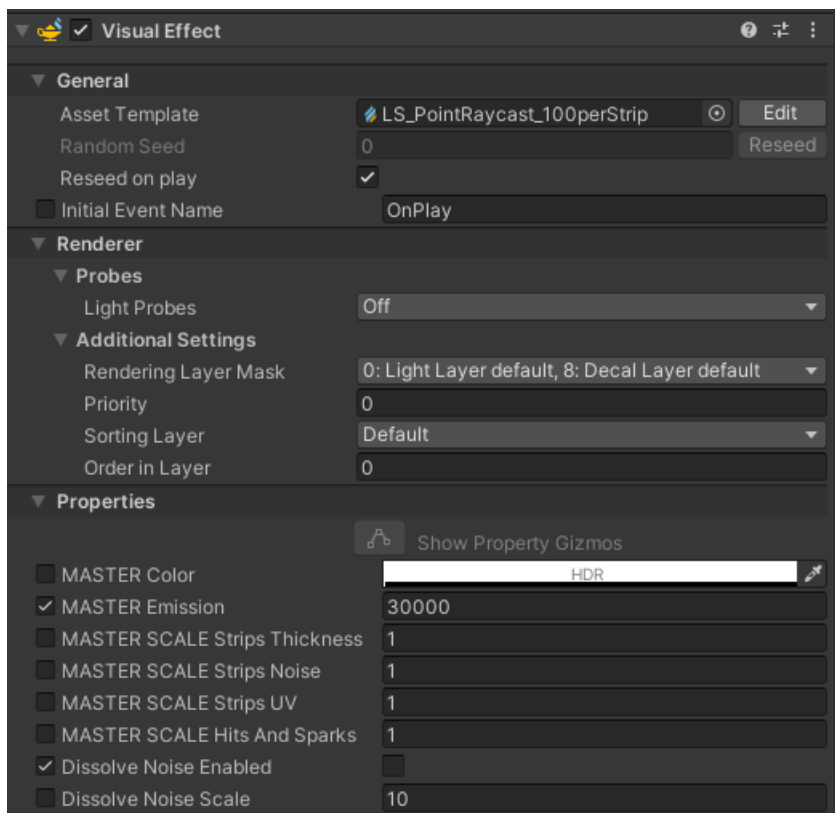 Visual Effect
General
Asset Template LS_PointRaycast_100perStrip Edit
Random Seed 0 Reseed
Reseed on play
Initial Event Name OnPlay
Renderer
Probes
Light Probes Off
Additional Settings
Rendering Layer Mask 0: Light Layer default, 8: Decal Layer default
Priority 0
Sorting Layer Default
Order in Layer 0
Properties
Show Property Gizmos
MASTER Color HDR
MASTER Emission 30000
MASTER SCALE Strips Thickness 1
MASTER SCALE Strips Noise 1
MASTER SCALE Strips UV 1
MASTER SCALE Hits And Sparks 1
Dissolve Noise Enabled
Dissolve Noise Scale 10